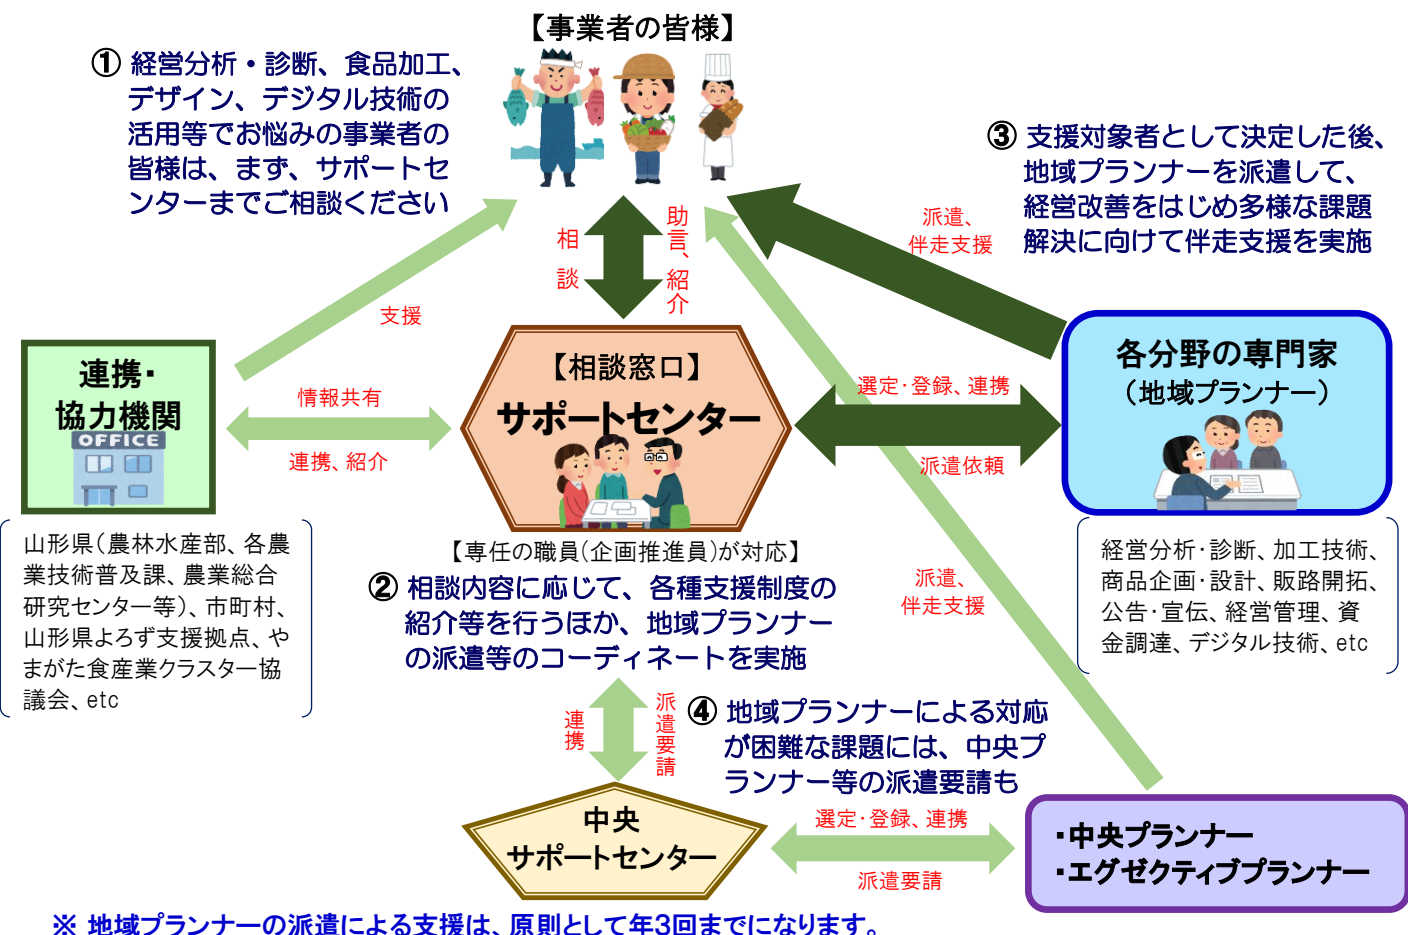 【事業者の皆様】
① 経営分析・診断、食品加工、
デザイン、デジタル技術の
活用等でお悩みの事業者の
皆様は、まず、サポートセ
ンターまでご相談ください
③ 支援対象者として決定した後、
地域プランナーを派遣して、
経営改善をはじめ多様な課題
解決に向けて伴走支援を実施
相談
助言、紹介
派遣、
伴走支援
支援
連携・
協力機関
OFFICE
情報共有
連携、紹介
【相談窓口】
サポートセンター
選定・登録、連携
派遣依頼
各分野の専門家
（地域プランナー）
山形県（農林水産部、各農
業技術普及課、農業総合
研究センター等）、市町村、
山形県よろず支援拠点、や
まがた食産業クラスター協
議会、etc
【専任の職員（企画推進員）が対応】
② 相談内容に応じて、各種支援制度の
紹介等を行うほか、地域プランナー
の派遣等のコーディネートを実施
派遣、
伴走支援
経営分析・診断、加工技術、
商品企画・設計、販路開拓、
公告・宣伝、経営管理、資
金調達、デジタル技術、etc
連携
派遣要請
④ 地域プランナーによる対応
が困難な課題には、中央プ
ランナー等の派遣要請も
中央
サポートセンター
選定・登録、連携
派遣要請
・中央プランナー
・エグゼクティブプランナー
※ 地域プランナーの派遣による支援は、原則として年3回までになります。